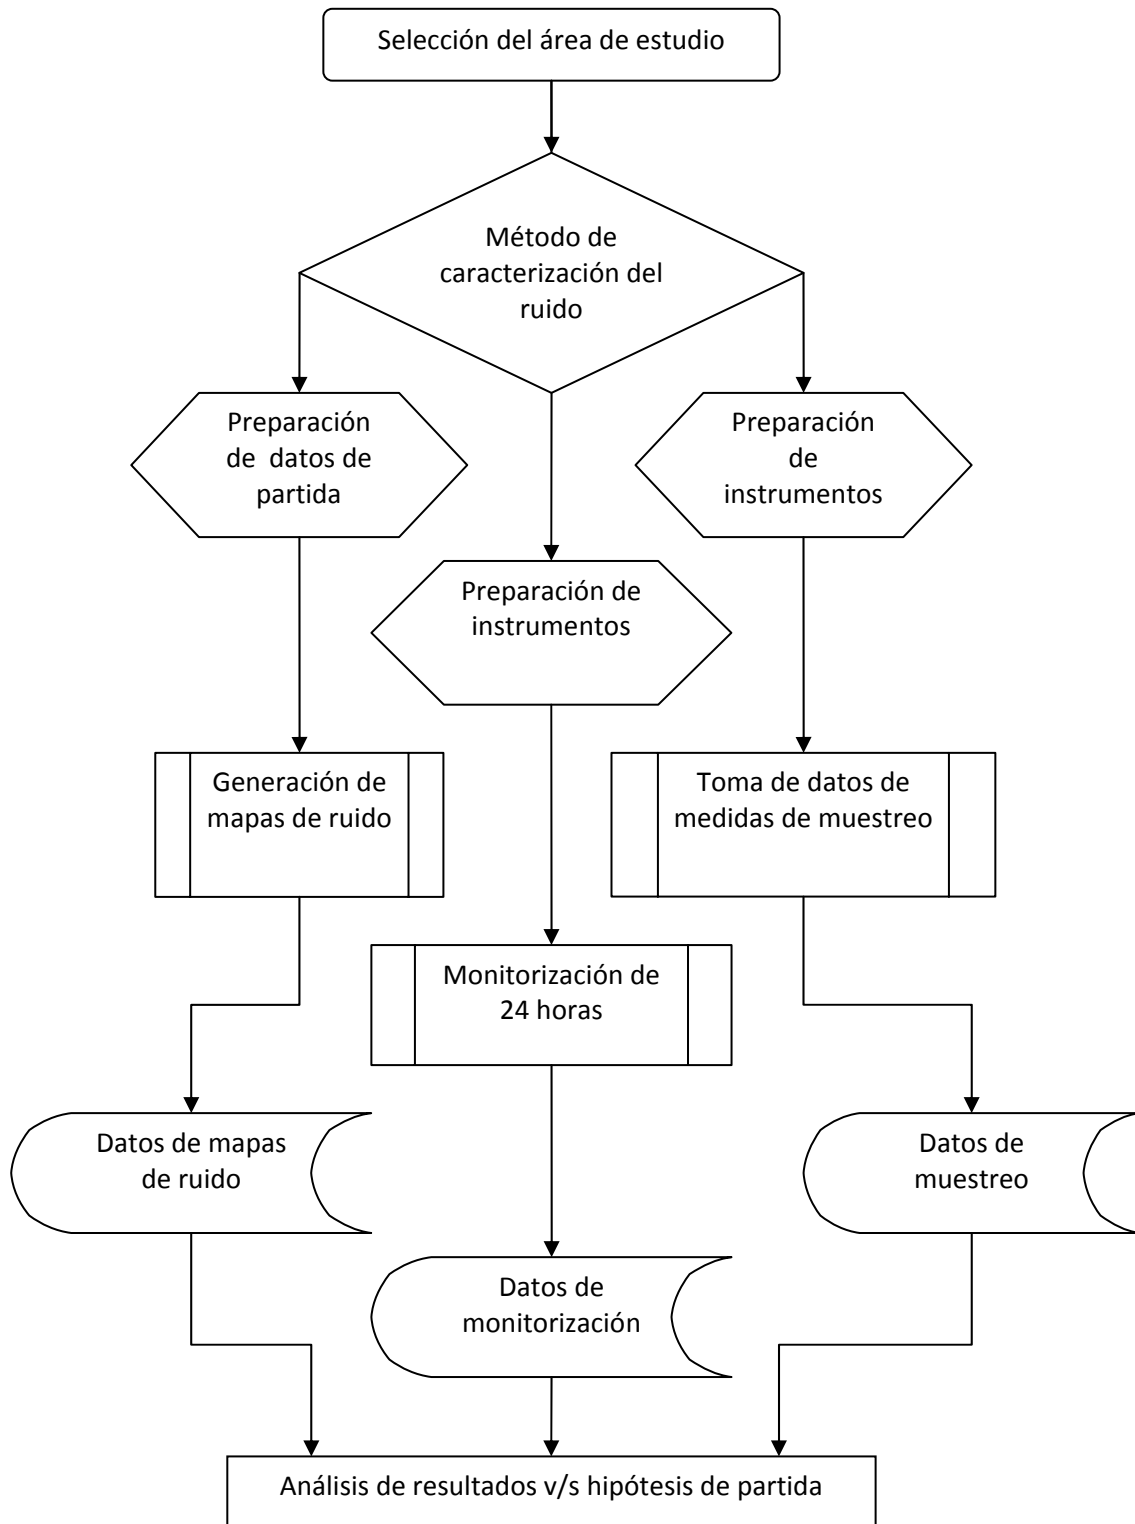 Selección del área de estudio
Método de
caracterización del
ruido
Preparación
de datos de
partida
Preparación
de
instrumentos
Preparación de
instrumentos
Generación de
mapas de ruido
Toma de datos de
medidas de muestreo
Monitorización de
24 horas
Datos de mapas
de ruido
Datos de
muestreo
Datos de
monitorización
Análisis de resultados v/s hipótesis de partida